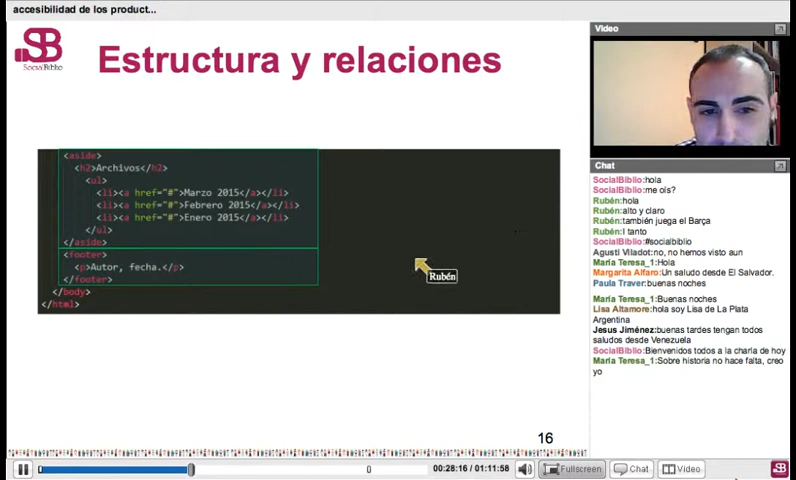 accesibilidad de los product...
SB
SocialBiblio
Estructura y relaciones
<aside>
<h2>Archivos</h2>
<ul>
<li><a href="#">Marzo 2015</a></li>
<li><a href="#">Febrero 2015</a></li>
<li><a href="#">Enero 2015</a></li>
</ul>
</aside>
<footer>
<p>Autor, fecha.</p>
</footer>
</body>
</html>
Rubén
16
Video
Chat
SocialBiblio:hola
SocialBiblio:me ois?
Rubén:hola
Rubén:alto y claro
Rubén:también juega el Barça
Rubén:I tanto
SocialBiblio:#socialbiblio
Agusti Viladot:no, no hemos visto aun
María Teresa_1:Hola
Margarita Alfaro:Un saludo desde El Salvador.
Paula Traver:buenas noches
María Teresa_1:Buenas noches
Lisa Altamore:hola soy Lisa de La Plata
Argentina
Jesus Jiménez:buenas tardes tengan todos
saludos desde Venezuela
SocialBiblio:Bienvenidos todos a la charla de hoy
María Teresa_1:Sobre historia no hace falta, creo
yo
00:28:16 / 01:11:58
Fullscreen
Chat
Video
SB